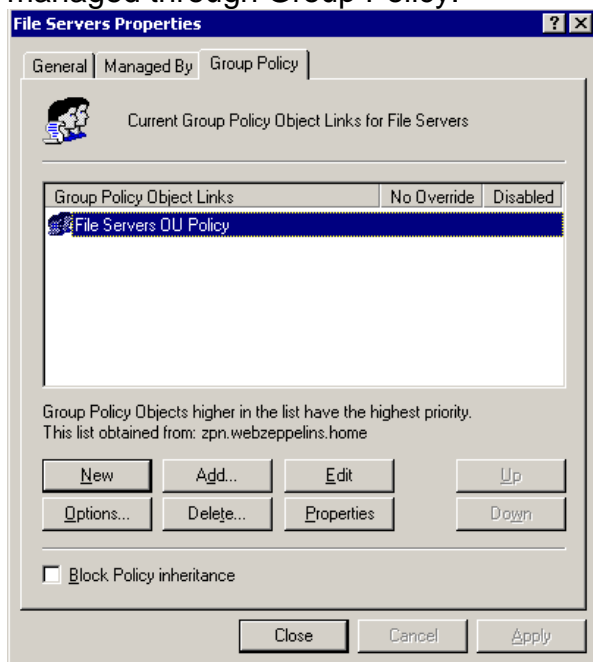 managed through Group Policy.
File Servers Properties
General Managed By Group Policy
Current Group Policy Object Links for File Servers
Group Policy Object Links No Override Disabled
File Servers OU Policy
Group Policy Objects higher in the list have the highest priority.
This list obtained from: zpn.webzeppelins.home
New Add... Edit Up
Options... Delete... Properties Down
Block Policy inheritance
Close Cancel Apply